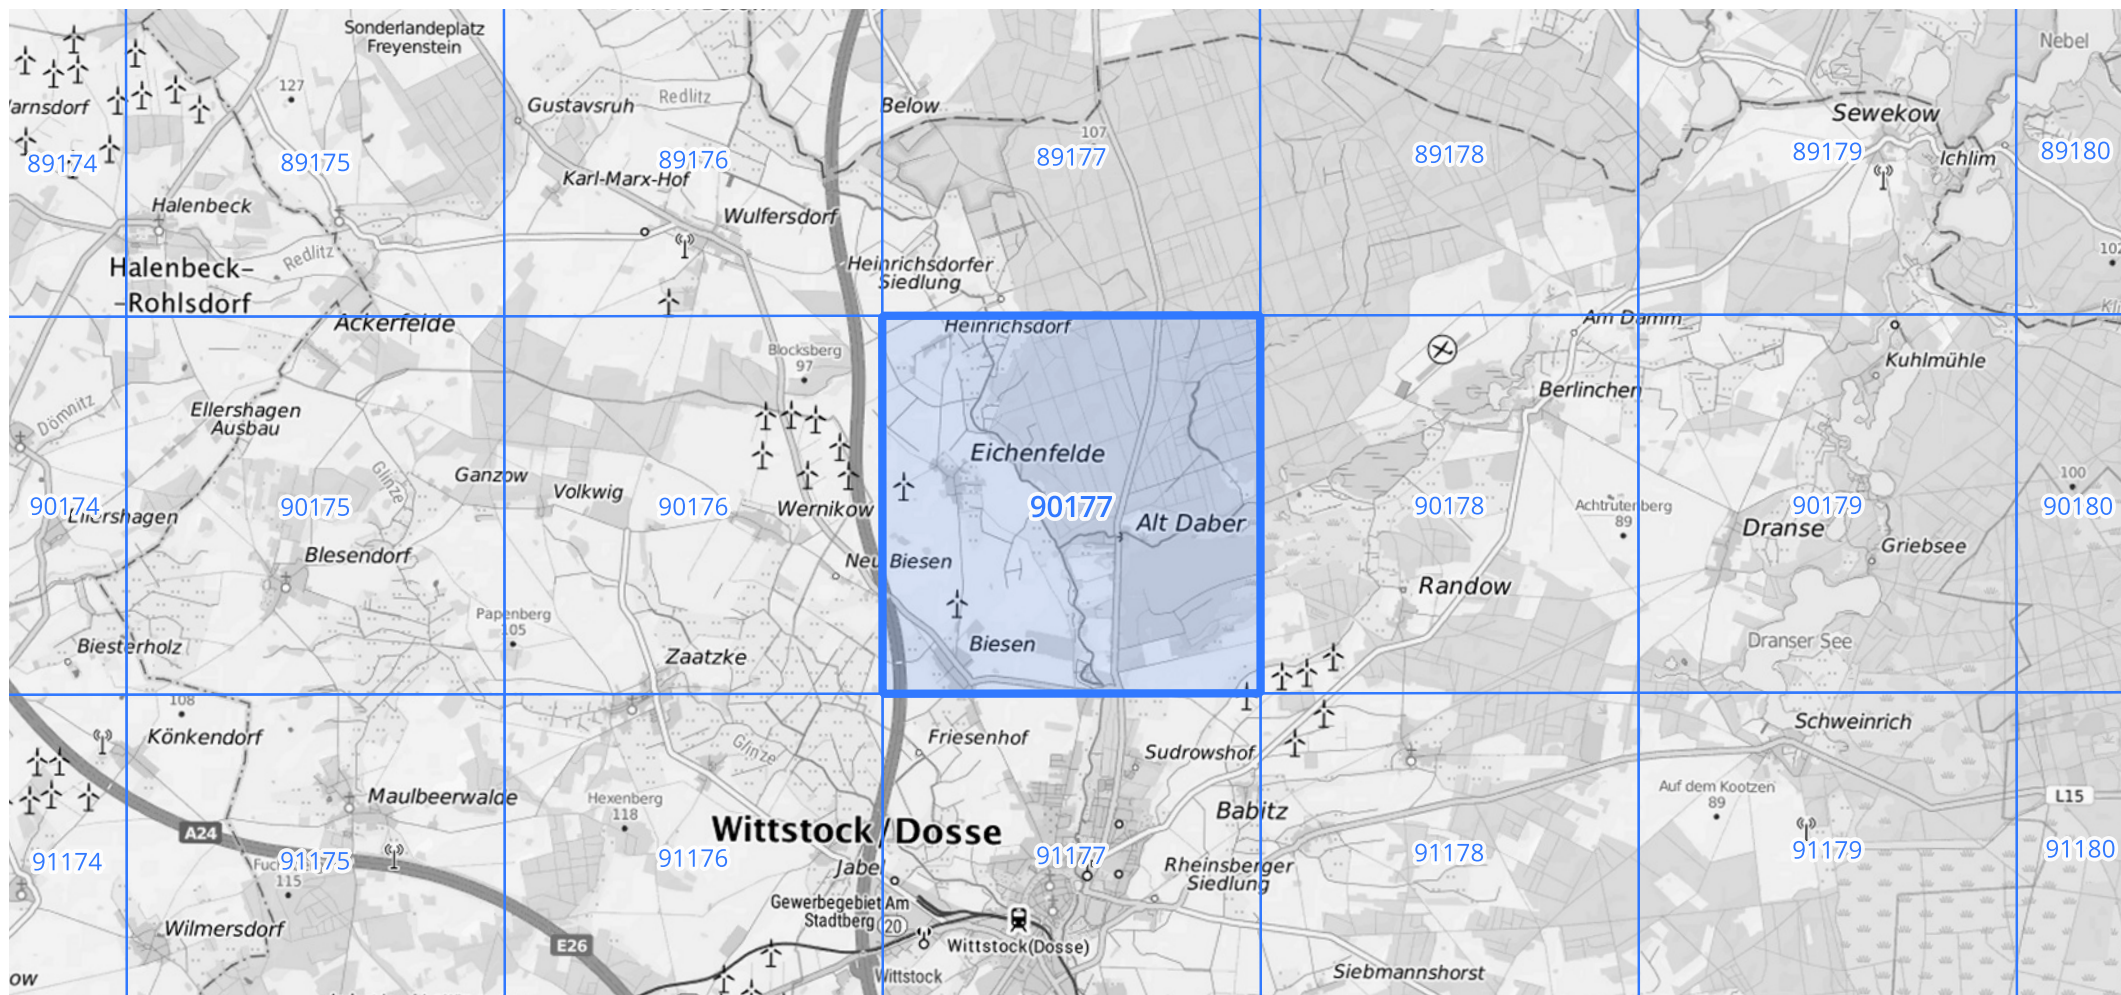 Sonderlandeplatz
Freyenstein
Nebel
127
Gustavsruh
Redlitz
Below
Sewekow
107
89174
89175
89176
89177
89178
89179
89180
Ichlim
Karl-Marx-Hof
Halenbeck
Wulfersdorf
Redlitz
Halenbeck-
-Rohlsdorf
Heinrichsdorfer
Siedlung
102
Ackerfelde
Heinrichsdorf
Am Damm
Blocksberg
97
Kuhlmühle
Berlinchen
Dömnitz
Ellershagen
Ausbau
Eichenfelde
Glinze
Ganzow
Volkwig
100
90174
90175
90176
90177
90178
90179
90180
Ellershagen
Wernikow
Alt Daber
Achtrutenberg
89
Dranse
Blesendorf
Neu Biesen
Griebsee
Randow
Papenberg
105
Biesterholz
Zaatzke
Biesen
Dranser See
108
Könkendorf
Glinze
Friesenhof
Sudrowshof
Schweinrich
Maulbeerwalde
Hexenberg
118
Auf dem Kootzen
89
L15
Babitz
A24
Wittstock/Dosse
91174
91175
91176
91177
91178
91179
91180
115
Jabel
Rheinsberger
Siedlung
Gewerbegebiet Am
Stadtberg
20
Wilmersdorf
E26
Wittstock(Dosse)
Wittstock
Siebmannshorst
ow